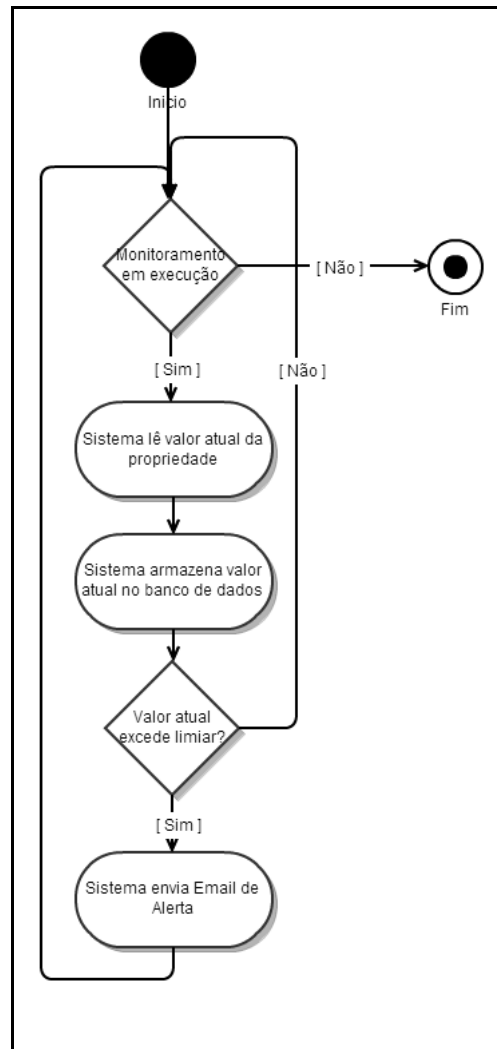 Inicio
Monitoramento
em execução
[ Não ]
Fim
[ Sim ]
[ Não ]
Sistema lê valor atual da
propriedade
Sistema armazena valor
atual no banco de dados
Valor atual
excede limiar?
[ Sim ]
Sistema envia Email de
Alerta